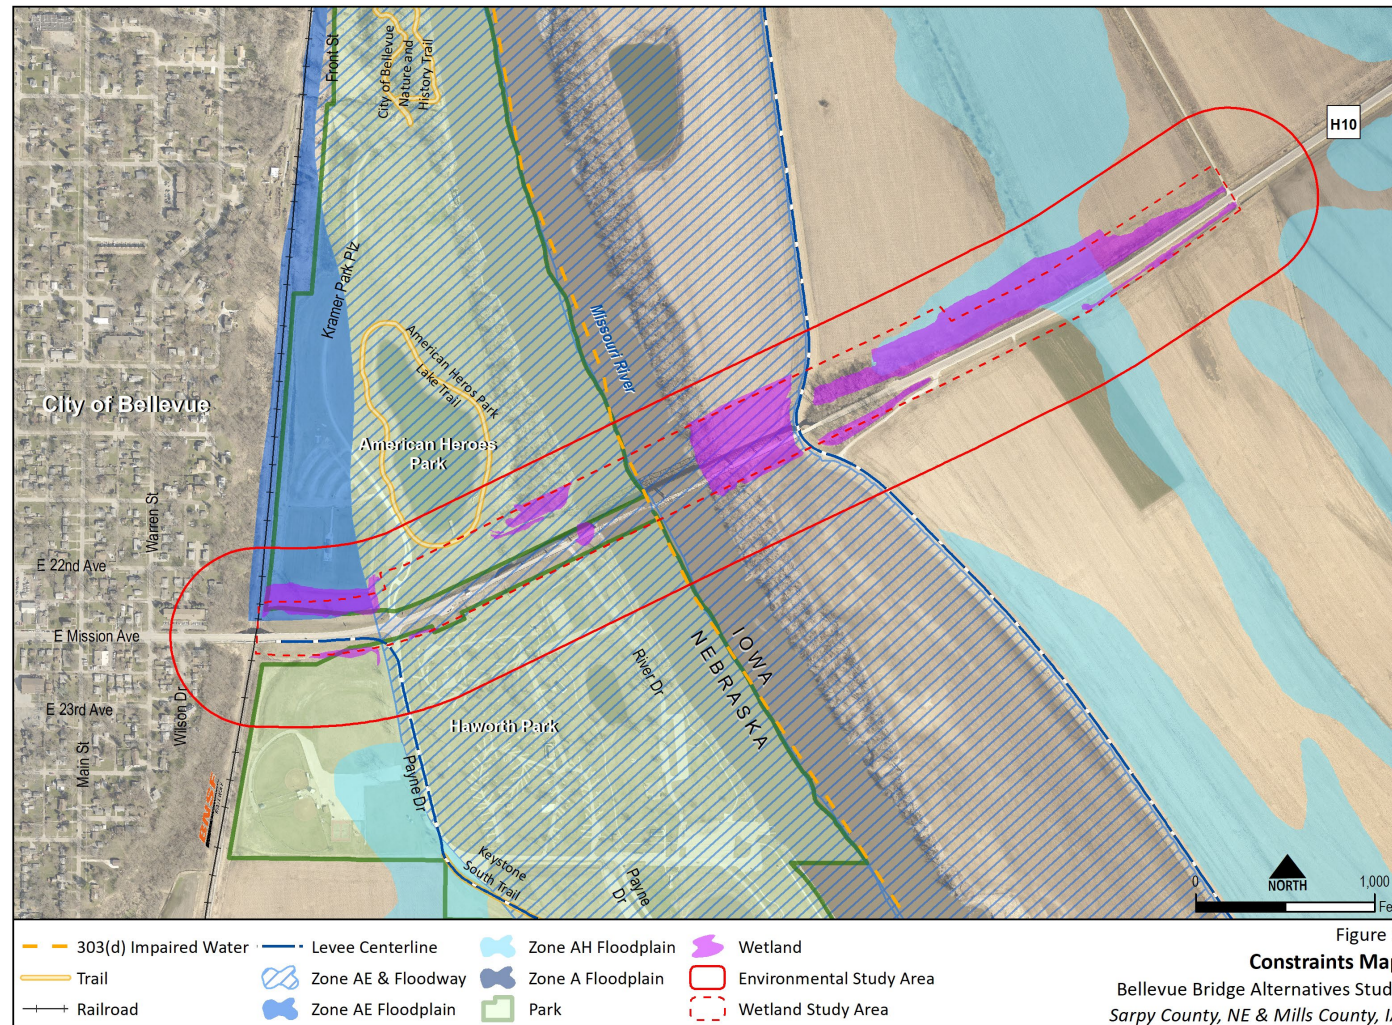 Front St
City of Bellevue
Nature and
History Trail
H10
Kramer Park Plz
Missouri River
American Heros Park
Lake Trail
City of Bellevue
American Heroes
Park
Warren St
E 22nd Ave
E Mission Ave
IOWA
NEBRASKA
River Dr
E 23rd Ave
Wilson Dr
Haworth Park
Main St
Payne Dr
BNSF
RAILWAY
Keystone
South Trail
Payne
Dr
NORTH
0 1,000
Fe
303(d) Impaired Water
Trail
Railroad
Levee Centerline
Zone AE & Floodway
Zone AE Floodplain
Zone AH Floodplain
Zone A Floodplain
Park
Wetland
Environmental Study Area
Wetland Study Area
Figure
Constraints Ma
Bellevue Bridge Alternatives Stud
Sarpy County, NE & Mills County, I